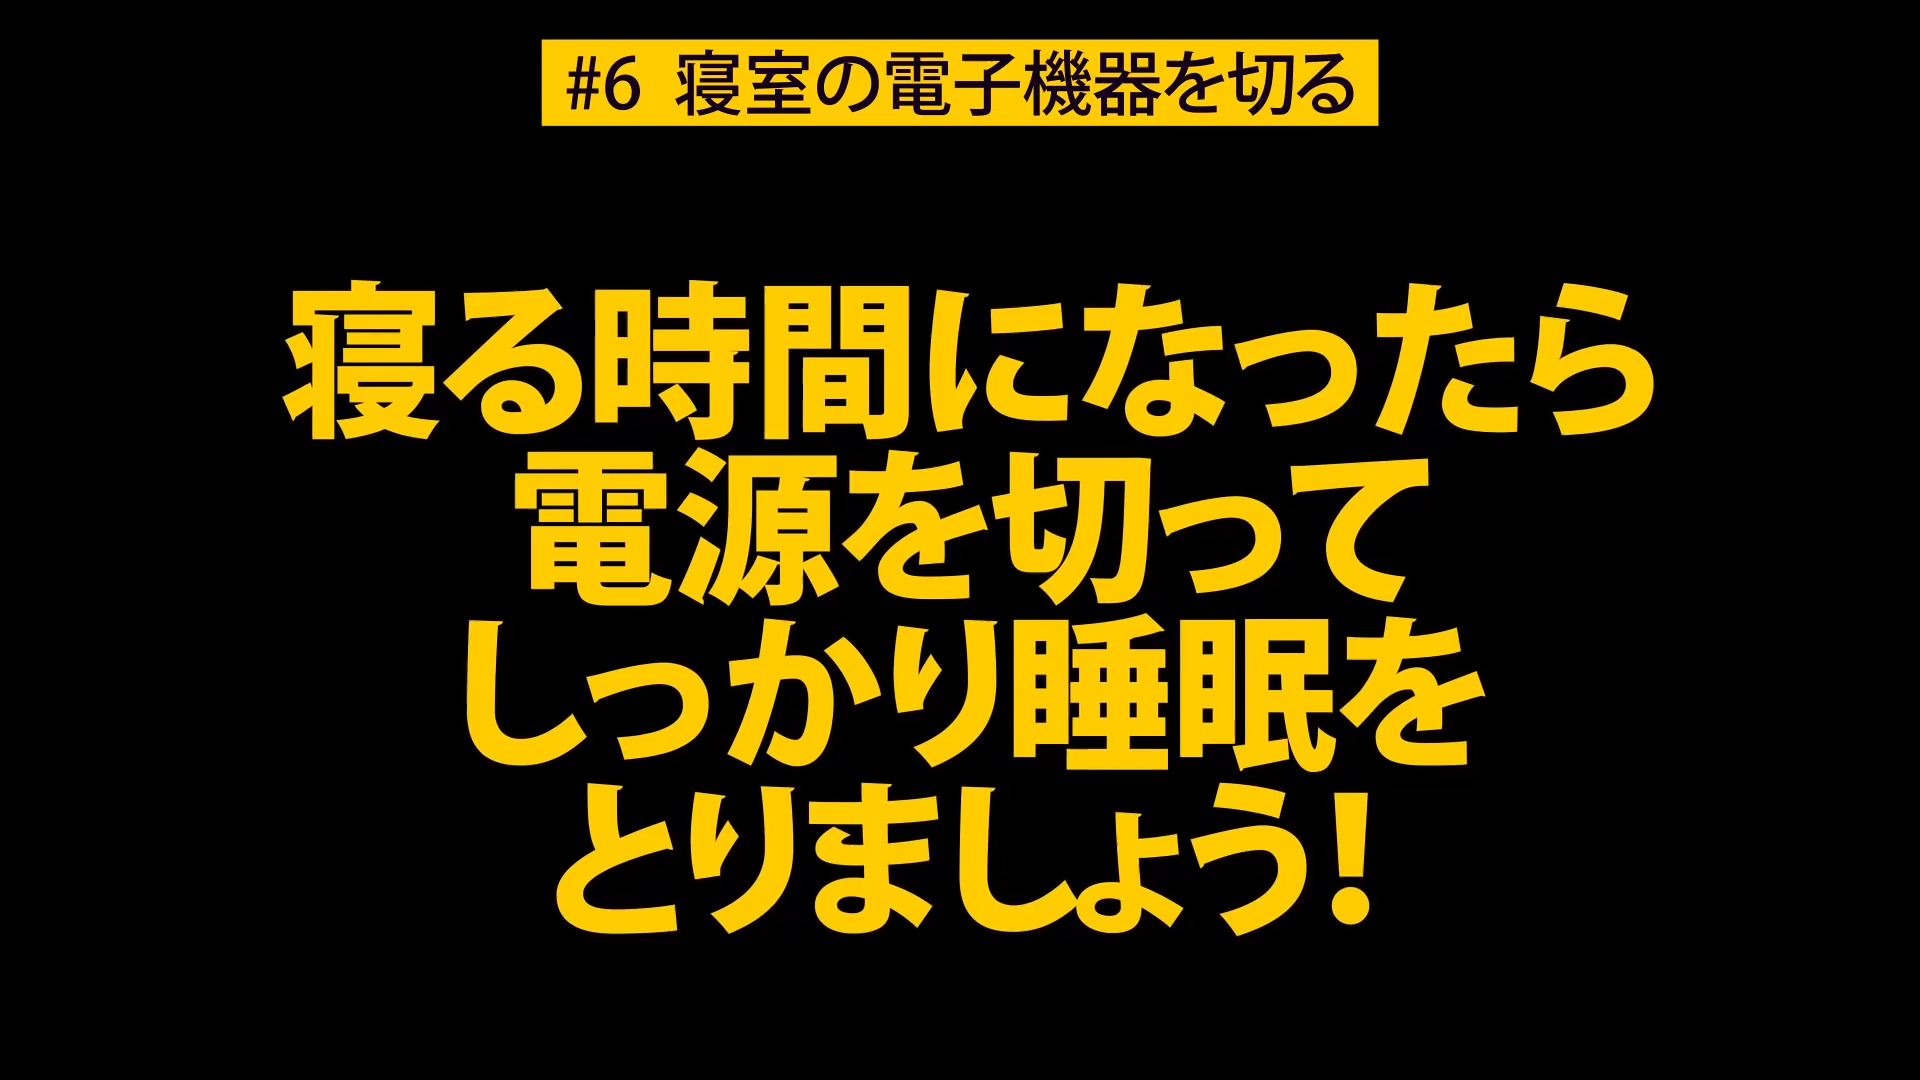 #6 寝室の電子機器を切る
寝る時間になったら
電源を切って
しっかり睡眠を
とりましょう!